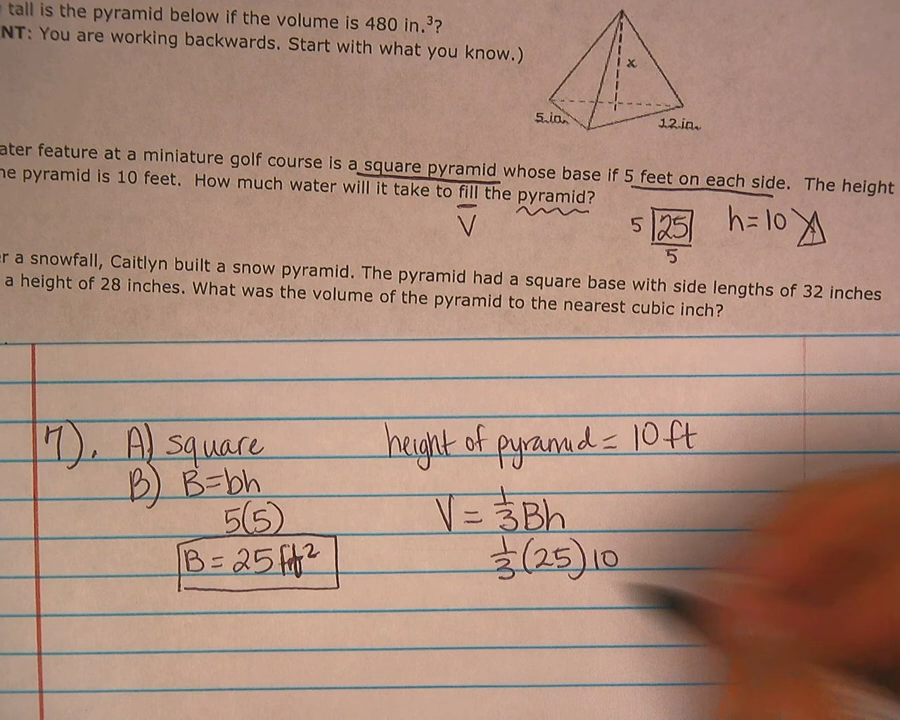 tall is the pyramid below if the volume is 480 in.³?
NT: You are working backwards. Start with what you know.)
x
5 in.
12 in.
ater feature at a miniature golf course is a square pyramid whose base if 5 feet on each side. The height
he pyramid is 10 feet. How much water will it take to fill the pyramid?
V
5 25 h=10
5
r a snowfall, Caitlyn built a snow pyramid. The pyramid had a square base with side lengths of 32 inches
a height of 28 inches. What was the volume of the pyramid to the nearest cubic inch?
7). A) square height of pyramid = 10 ft
B) B=bh
5(5) V = 1/3 Bh
B = 25 ft² 1/3 (25) 10